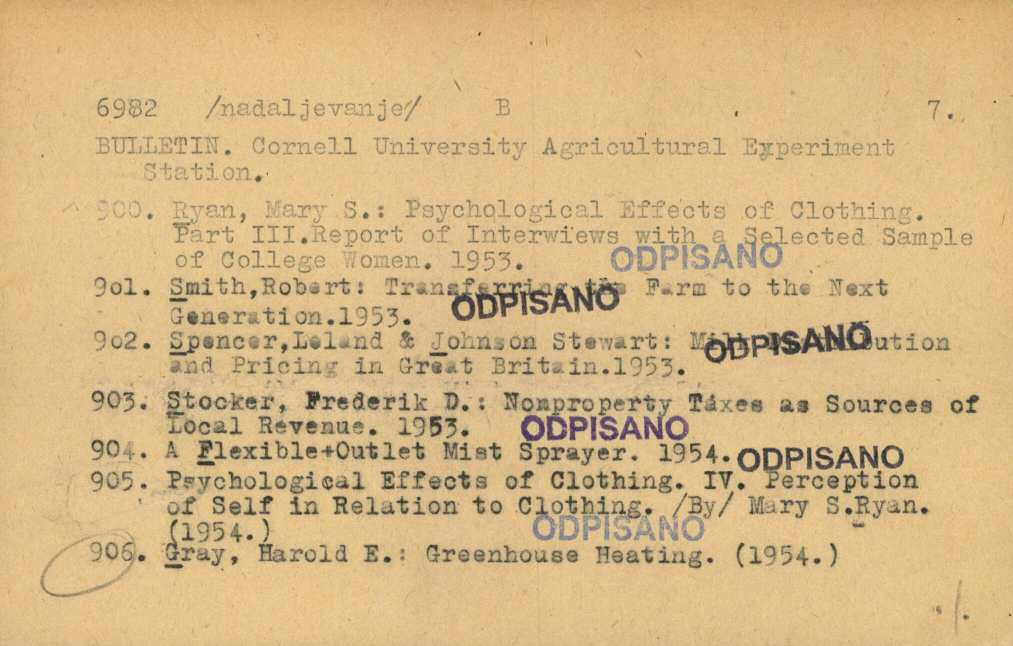 6982 /nadaljevanje/ B 7.
BULLETIN. Cornell University Agricultural Experiment
Station.
900. Ryan, Mary S.: Psychological Effects of Clothing.
Part III.Report of Interwiews with a Selected Sample
of College Women. 1953. ODPISANO
9o1. Smith,Robert: Transferring the Farm to the Next
Generation.1953. ODPISANO
9o2. Spencer,Leland & Johnson Stewart: ODPISANO
and Pricing in Great Britain.1953.
903. Stocker, Frederik D.: Nonproperty Taxes as Sources of
Local Revenue. 1953. ODPISANO
904. A Flexible+Outlet Mist Sprayer. 1954. ODPISANO
905. Psychological Effects of Clothing. IV. Perception
of Self in Relation to Clothing. /By/ Mary S.Ryan.
(1954.) ODPISANO
906. Gray, Harold E.: Greenhouse Heating. (1954.)
./.